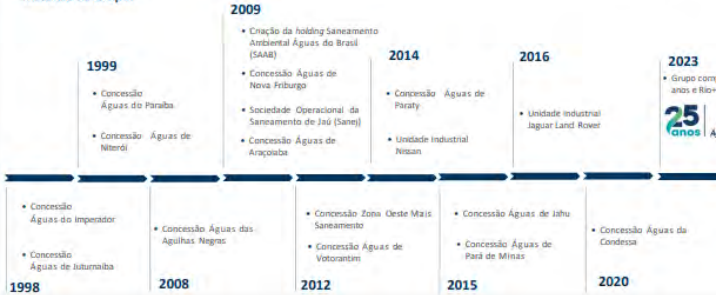 2009
• Criação da holding Saneamento
Ambiental Águas do Brasil
(SAAB)
• Concessão Águas de
Nova Friburgo
• Sociedade Operacional da
Saneamento de Jaú (Sanej)
• Concessão Águas de
Araçoiaba
1999
• Concessão
Águas do Paraíba
• Concessão Águas de
Niterói
2014
• Concessão Águas de
Paraty
• Unidade Industrial
Nissan
2016
• Unidade Industrial
Jaguar Land Rover
2023
• Grupo
anos e Rio+
25
anos
• Concessão
Águas do Imperador
• Concessão
Águas de Juturnaíba
1998
• Concessão Águas das
Agulhas Negras
2008
• Concessão Zona Oeste Mais
Saneamento
• Concessão Águas de
Votorantim
2012
• Concessão Águas de Jahu
• Concessão Águas de
Pará de Minas
2015
• Concessão Águas da
Condessa
2020